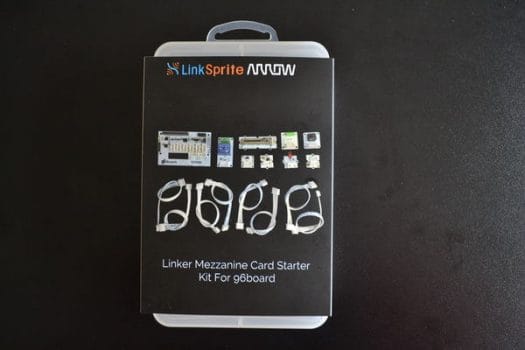 LinkSprite ARROW
Linker Mezzanine Card Starter
Kit For 96board